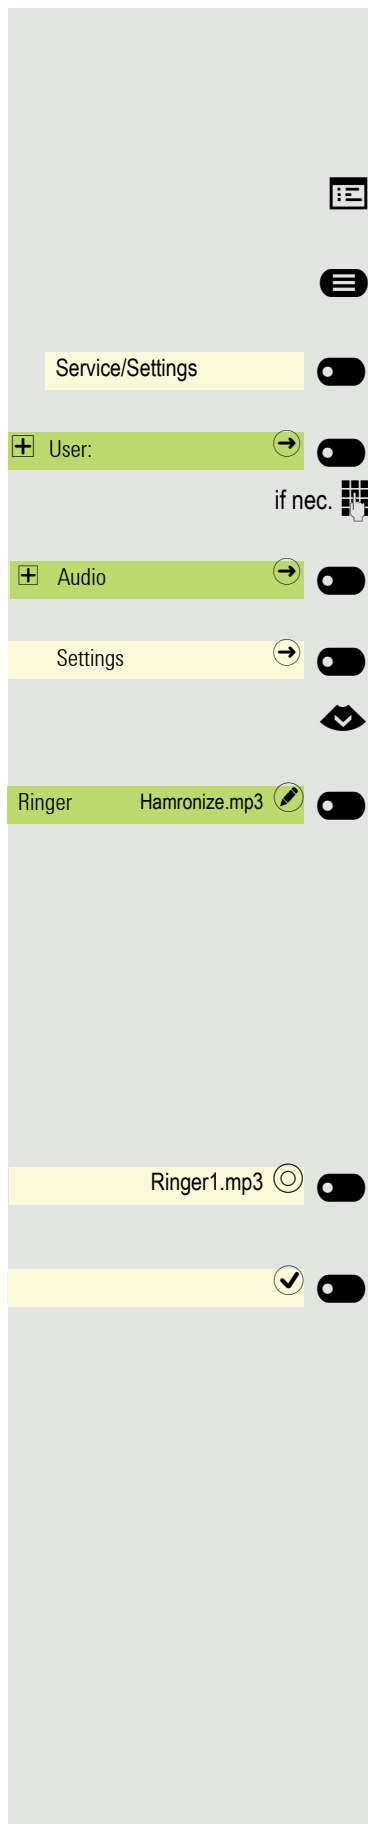 Service/Settings
User:
if nec.
Audio
Settings
Ringer Hamronize.mp3
Ringer1.mp3